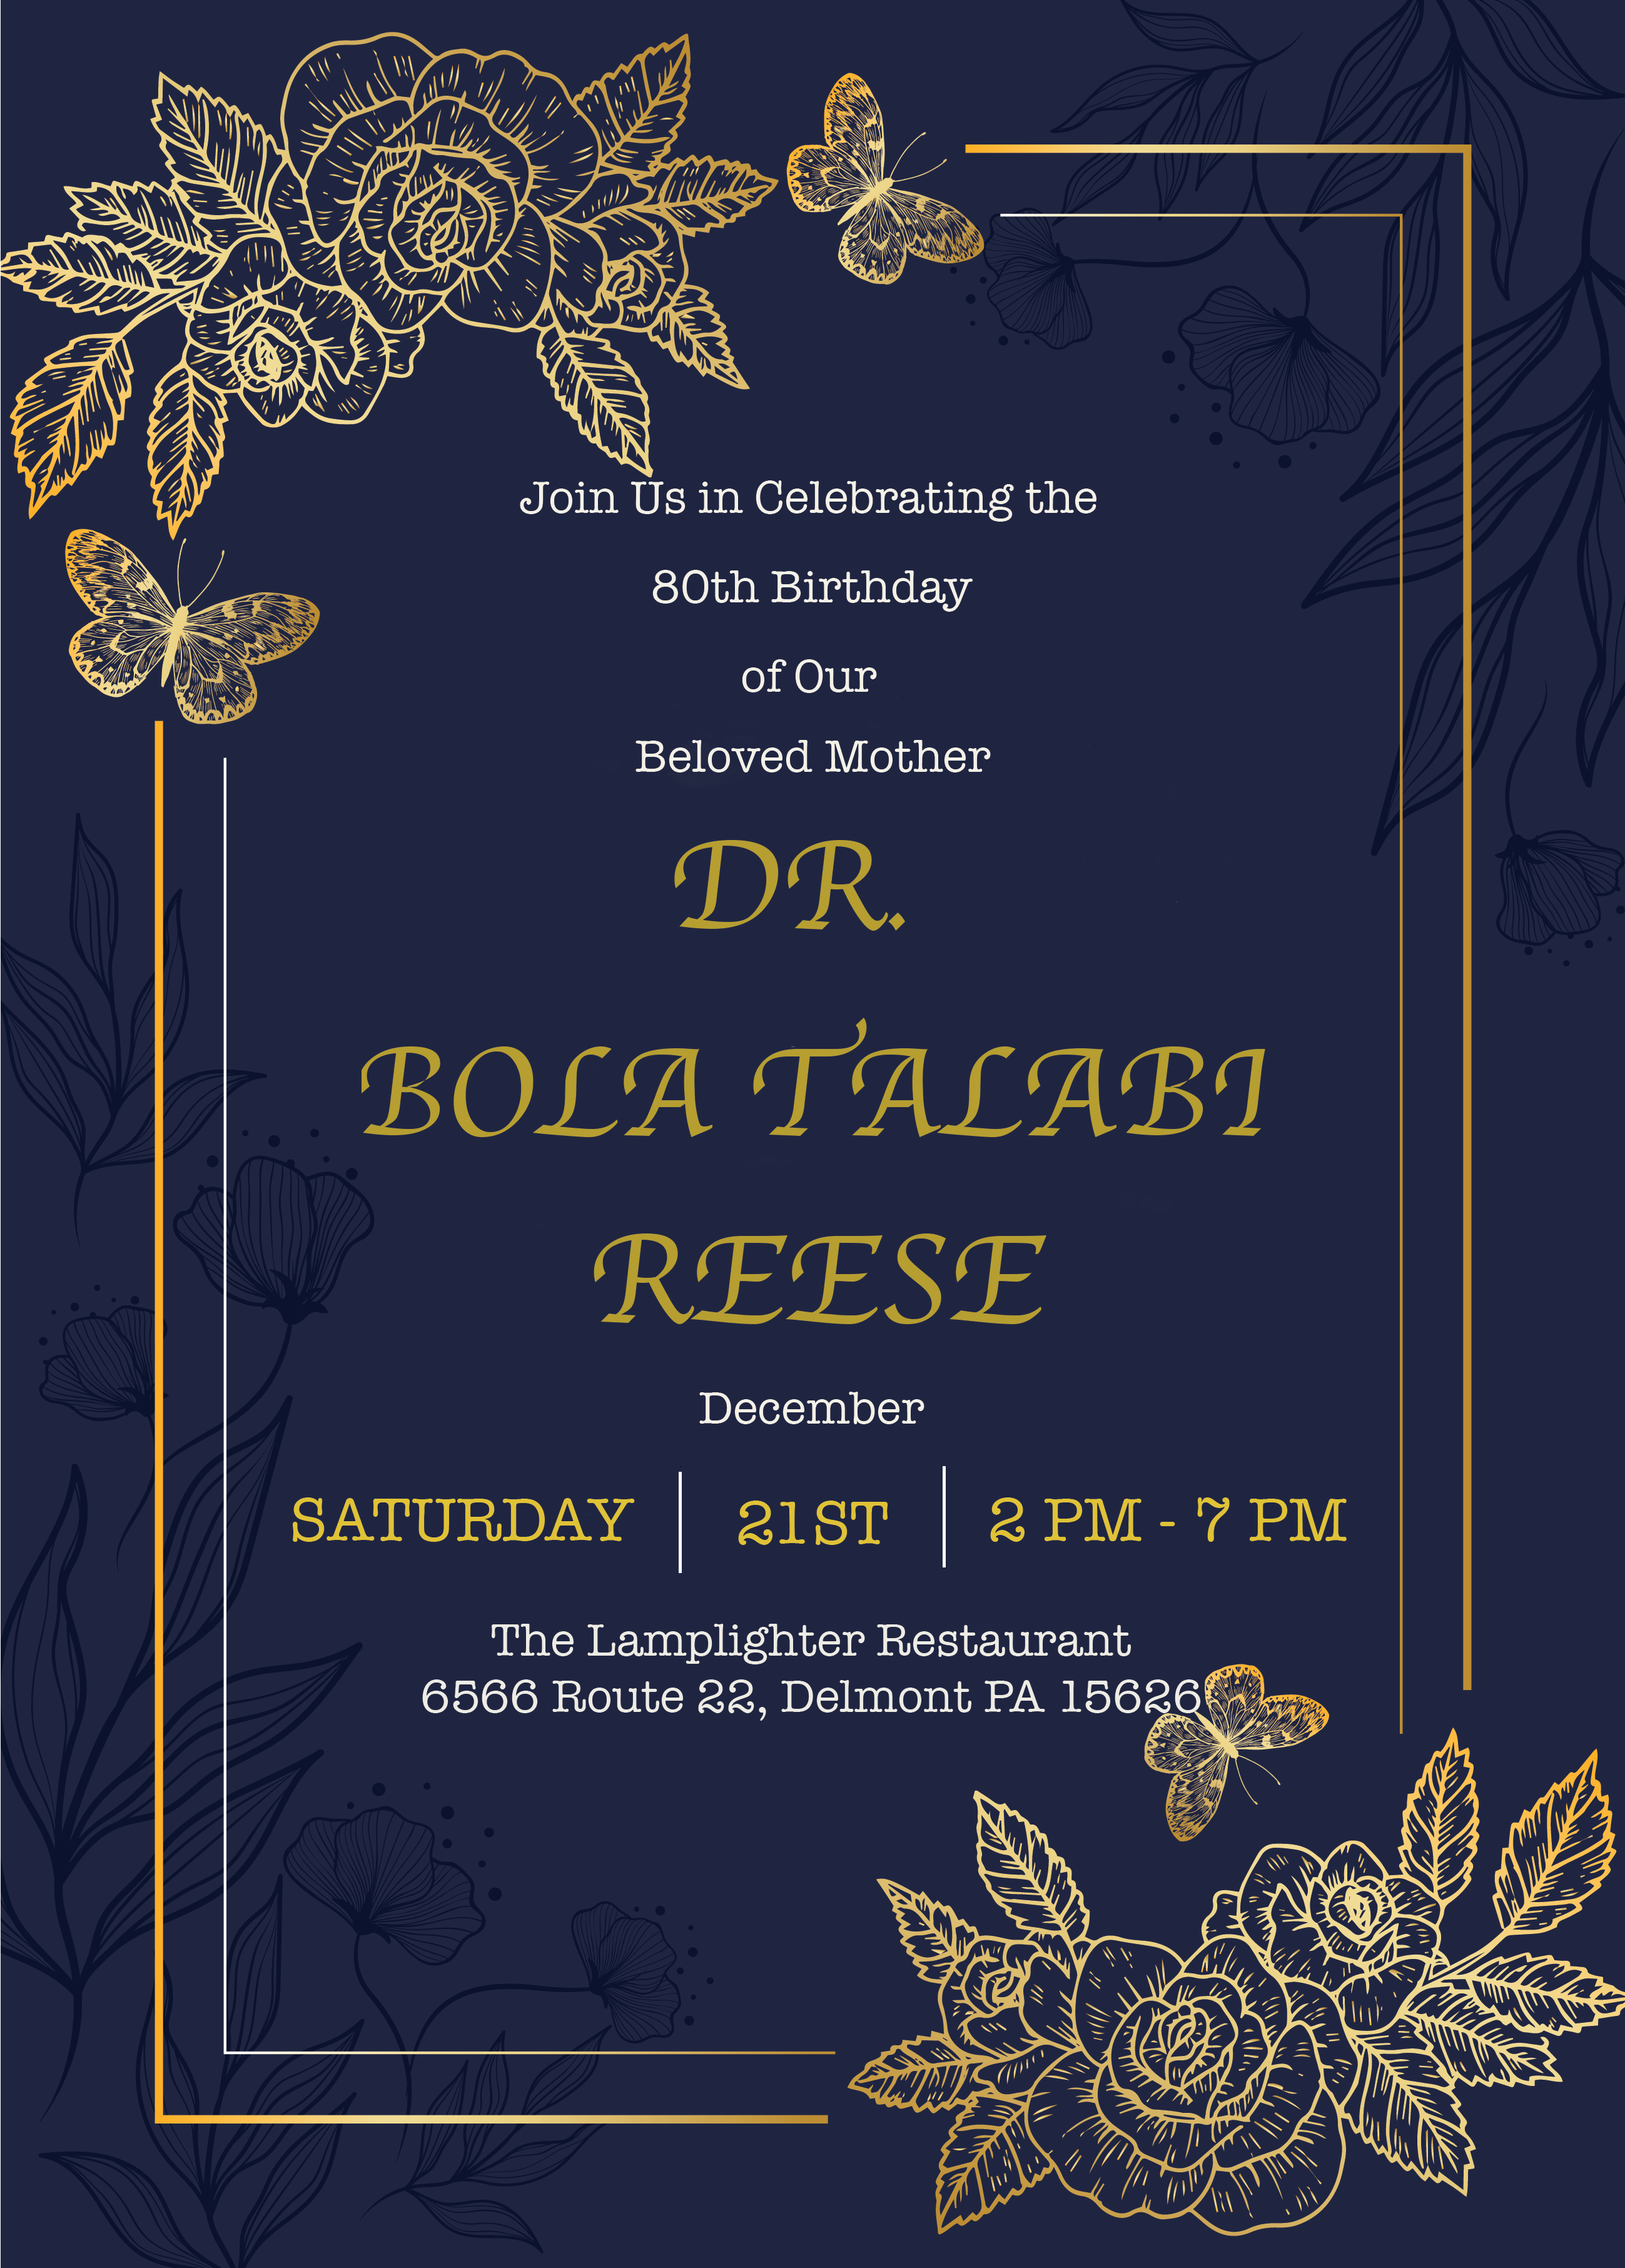 Join Us in Celebrating the
80th Birthday
of Our
Beloved Mother
DR.
BOLA TALABI
REESE
December
SATURDAY 21ST 2 PM - 7 PM
The Lamplighter Restaurant
6566 Route 22, Delmont PA 15626